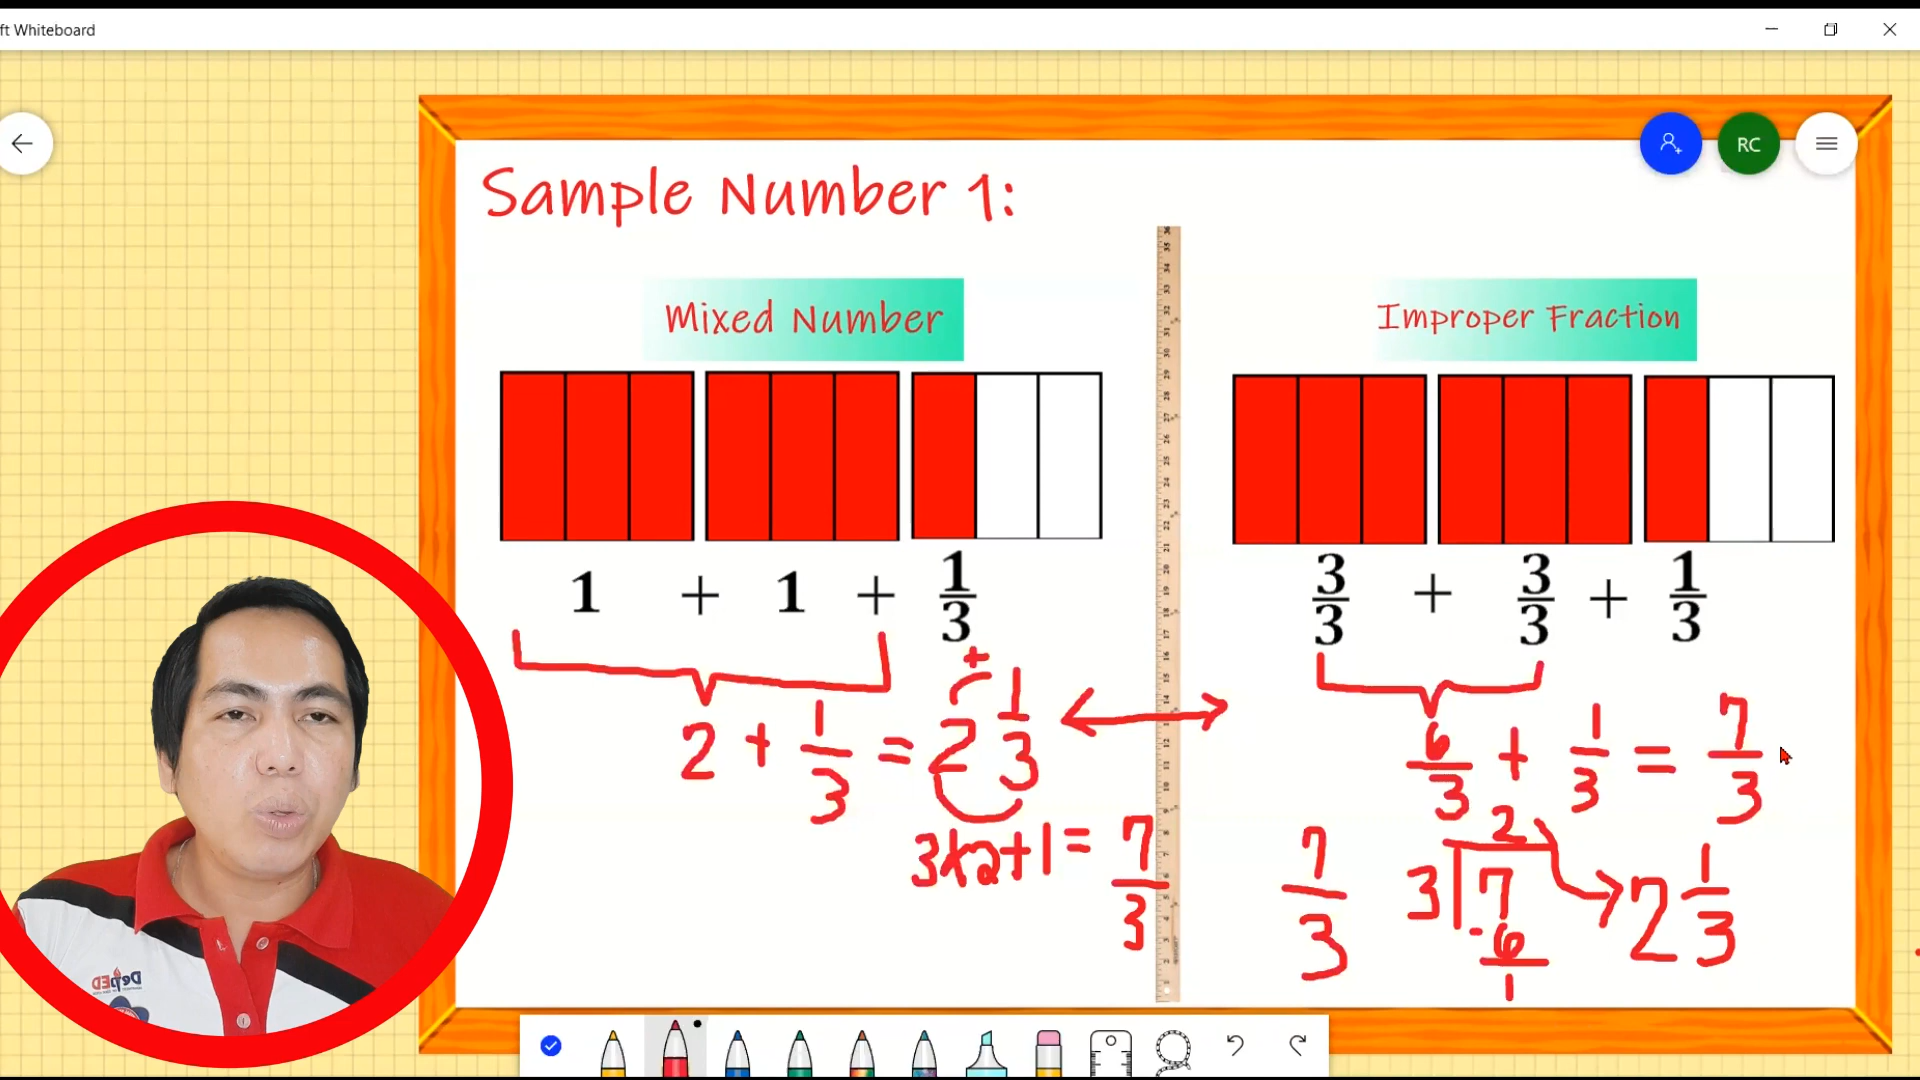 ft Whiteboard
RC
Sample Number 1:
Mixed Number
1 + 1 + 1/3
2 + 1/3 = 2 1/3
+
3x2+1 = 7/3
Improper Fraction
3/3 + 3/3 + 1/3
6/3 + 1/3 = 7/3
7/3
2
3 7
-6
1
2 1/3
DepED